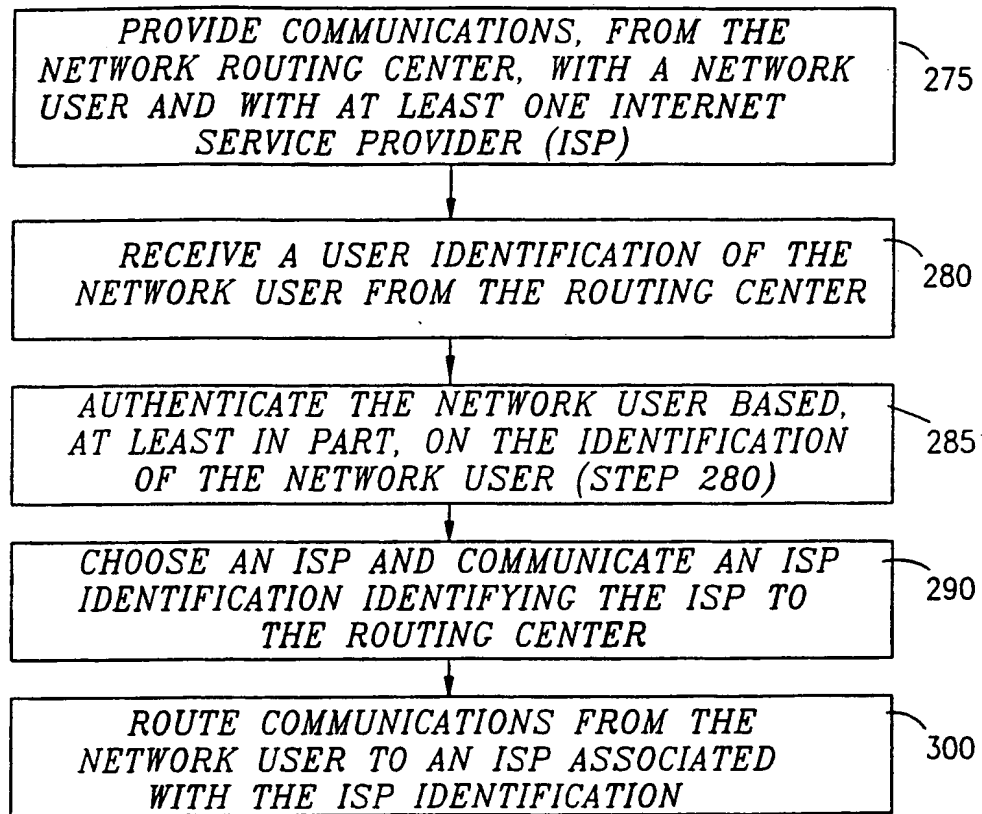 PROVIDE COMMUNICATIONS, FROM THE
NETWORK ROUTING CENTER, WITH A NETWORK
USER AND WITH AT LEAST ONE INTERNET
SERVICE PROVIDER (ISP)
275
RECEIVE A USER IDENTIFICATION OF THE
NETWORK USER FROM THE ROUTING CENTER
280
AUTHENTICATE THE NETWORK USER BASED,
AT LEAST IN PART, ON THE IDENTIFICATION
OF THE NETWORK USER (STEP 280)
285
CHOOSE AN ISP AND COMMUNICATE AN ISP
IDENTIFICATION IDENTIFYING THE ISP TO
THE ROUTING CENTER
290
ROUTE COMMUNICATIONS FROM THE
NETWORK USER TO AN ISP ASSOCIATED
WITH THE ISP IDENTIFICATION
300